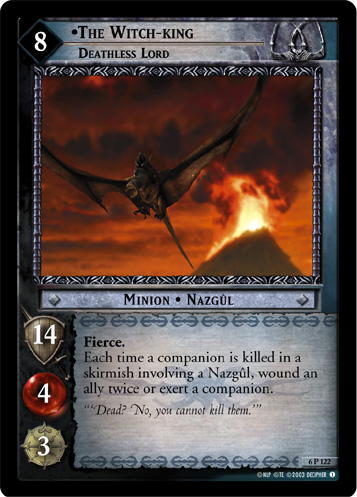 8
•The Witch-king
Deathless Lord
Minion • Nazgûl
14
4
3
Fierce.
Each time a companion is killed in a
skirmish involving a Nazgûl, wound an
ally twice or exert a companion.
“‘Dead? No, you cannot kill them.’”
6 P 122
©NLP ©TE ©2003 DECIPHER